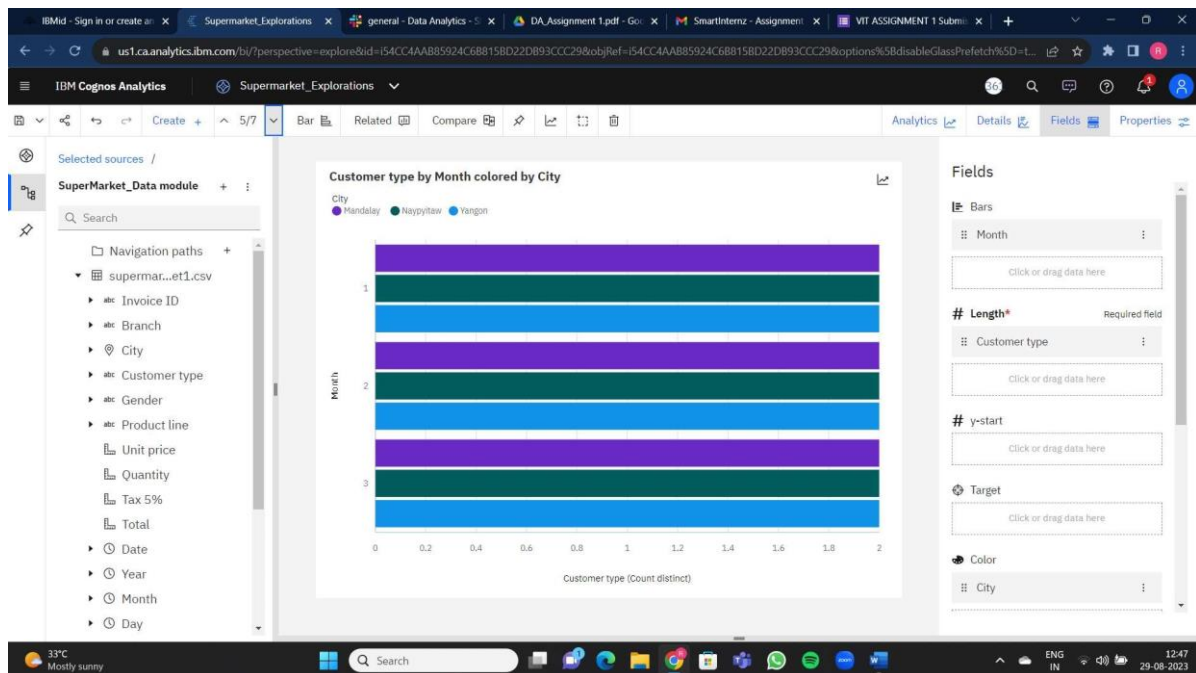 IBMid - Sign in or create an
Supermarket_Explorations
general - Data Analytics - S
DA_Assignment 1.pdf - Goo
SmartInternz - Assignment
VIT ASSIGNMENT 1 Submis
us1.ca.analytics.ibm.com/bi/?perspective=explore&id=i54CC4AAB85924C6B815BD22DB93CCC29&objRef=i54CC4AAB85924C6B815BD22DB93CCC29&options%5BdisableGlassPrefetch%5D=t...
R
IBM Cognos Analytics
Supermarket_Explorations
36
1
Create +
5/7
Bar
Related
Compare
Analytics
Details
Fields
Properties
Selected sources /
SuperMarket_Data module
Search
Navigation paths +
supermar...et1.csv
abc Invoice ID
abc Branch
City
abc Customer type
abc Gender
abc Product line
Unit price
Quantity
Tax 5%
Total
Date
Year
Month
Day
Customer type by Month colored by City
City
Mandalay Naypyitaw Yangon
Month
1
2
3
0 0.2 0.4 0.6 0.8 1 1.2 1.4 1.6 1.8 2
Customer type (Count distinct)
Fields
Bars
Month
Click or drag data here
# Length* Required field
Customer type
Click or drag data here
# y-start
Click or drag data here
Target
Click or drag data here
Color
City
33°C
Mostly sunny
Search
zoom
W
ENG
IN
12:47
29-08-2023